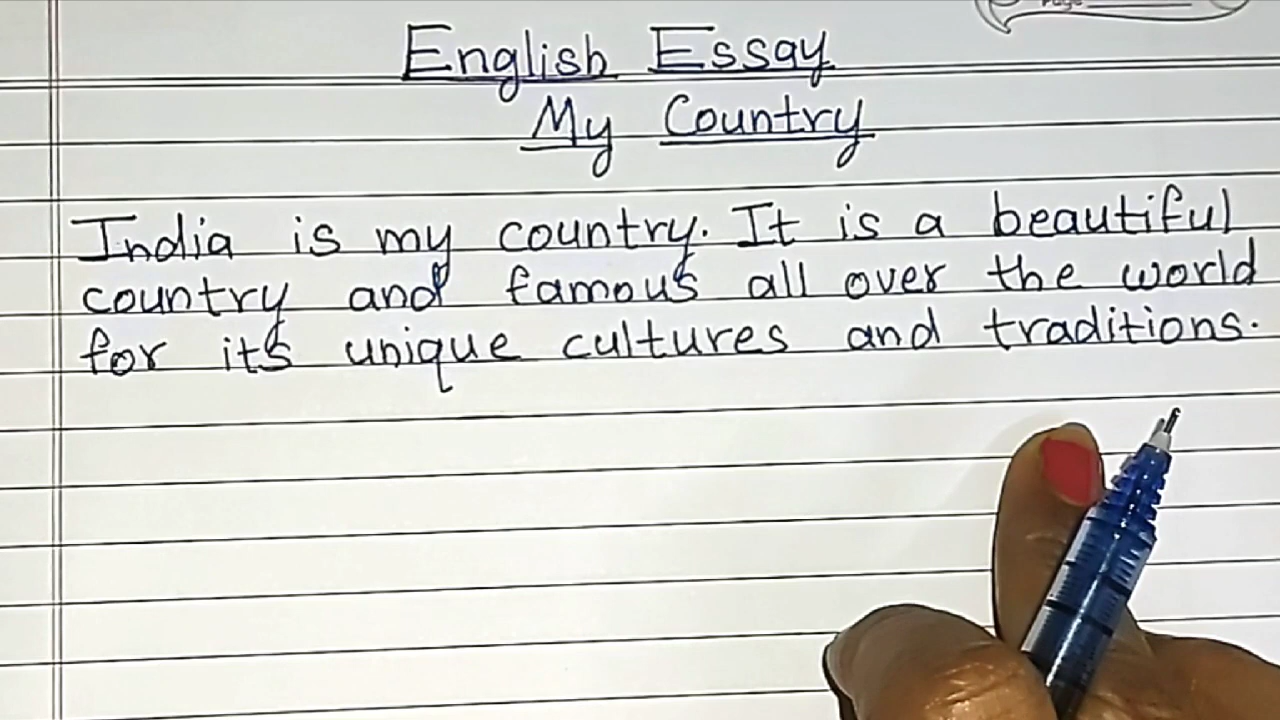 Page
English Essay
My Country
India is my country. It is a beautiful
country and famous all over the world
for its unique cultures and traditions.